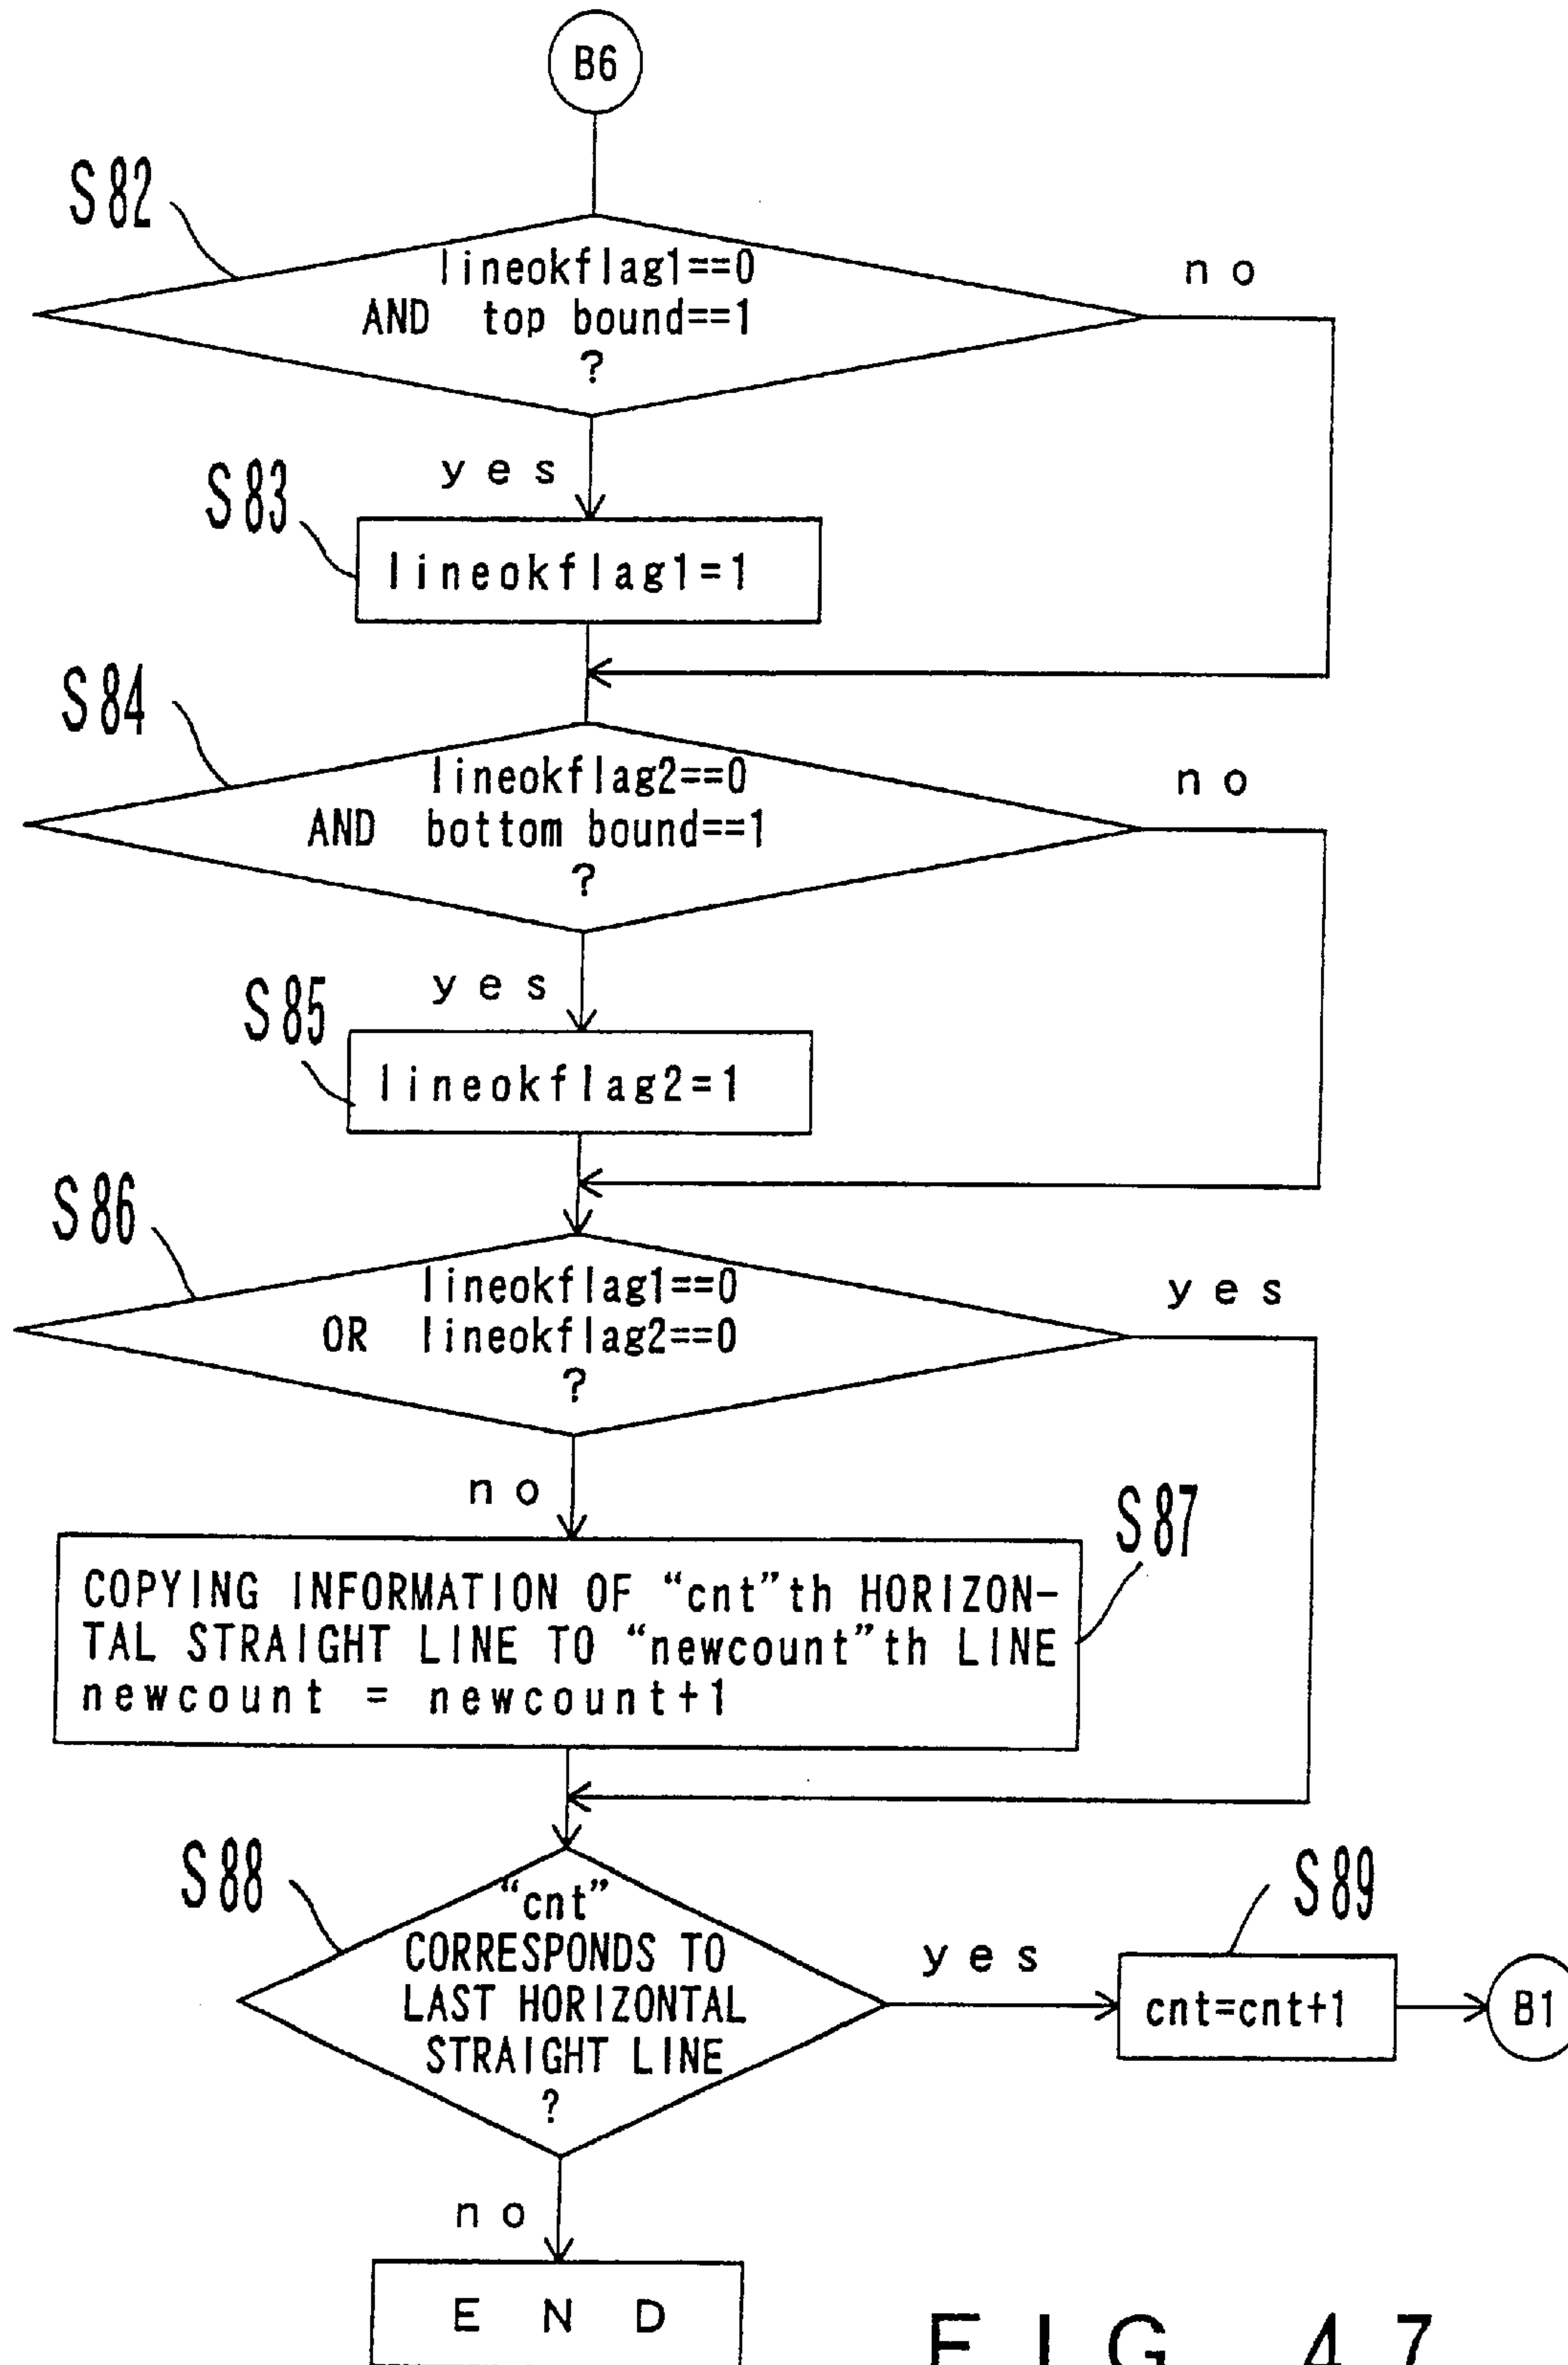 B6
S82
lineokflag1==0
AND top bound==1
?
no
yes
S83
lineokflag1=1
S84
lineokflag2==0
AND bottom bound==1
?
no
yes
S85
lineokflag2=1
S86
lineokflag1==0
OR lineokflag2==0
?
yes
no
S87
COPYING INFORMATION OF “cnt”th HORIZON-
TAL STRAIGHT LINE TO “newcount”th LINE
newcount = newcount+1
S88
“cnt”
CORRESPONDS TO
LAST HORIZONTAL
STRAIGHT LINE
?
yes
S89
cnt=cnt+1
B1
no
END
FIG. 47